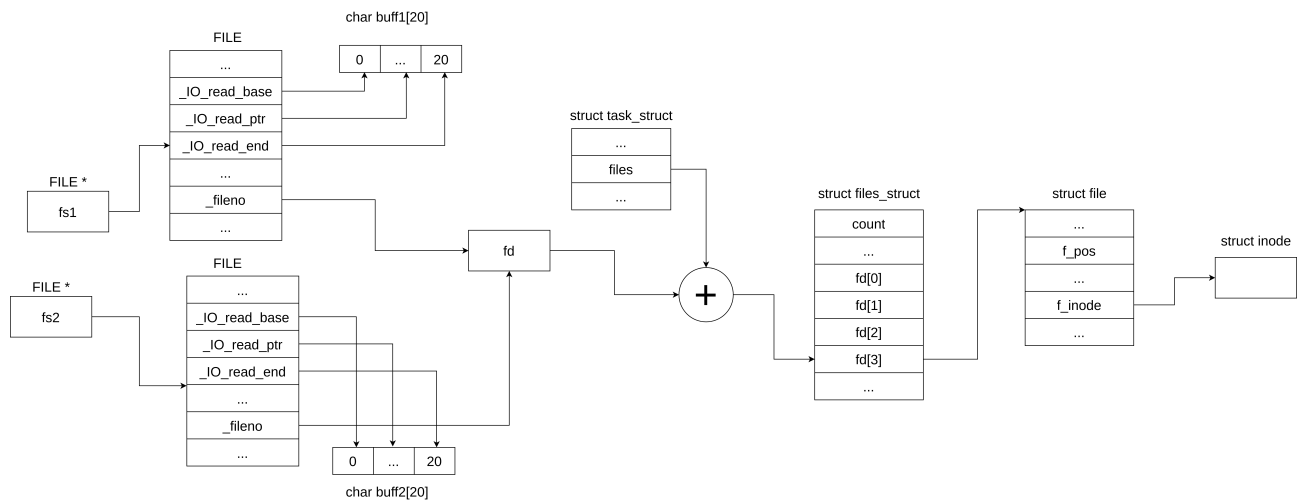 char buff1[20]
FILE
0 ... 20
...
_IO_read_base
_IO_read_ptr
_IO_read_end
...
_fileno
...
FILE *
fs1
FILE *
fs2
FILE
...
_IO_read_base
_IO_read_ptr
_IO_read_end
...
_fileno
...
0 ... 20
char buff2[20]
fd
struct task_struct
...
files
...
+
struct files_struct
count
...
fd[0]
fd[1]
fd[2]
fd[3]
...
struct file
...
f_pos
...
f_inode
...
struct inode